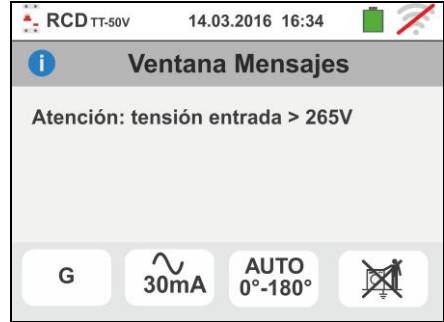 RCD TT-50V 14.03.2016 16:34
i Ventana Mensajes
Atención: tensión entrada > 265V
G
30mA
AUTO
0°-180°